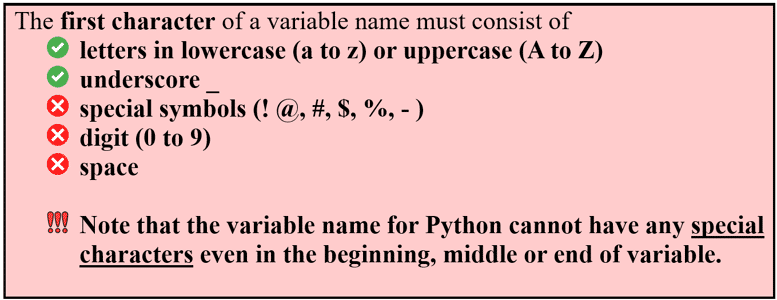 The first character of a variable name must consist of
letters in lowercase (a to z) or uppercase (A to Z)
underscore _
special symbols (! @, #, $, %, - )
digit (0 to 9)
space
!!! Note that the variable name for Python cannot have any special
characters even in the beginning, middle or end of variable.